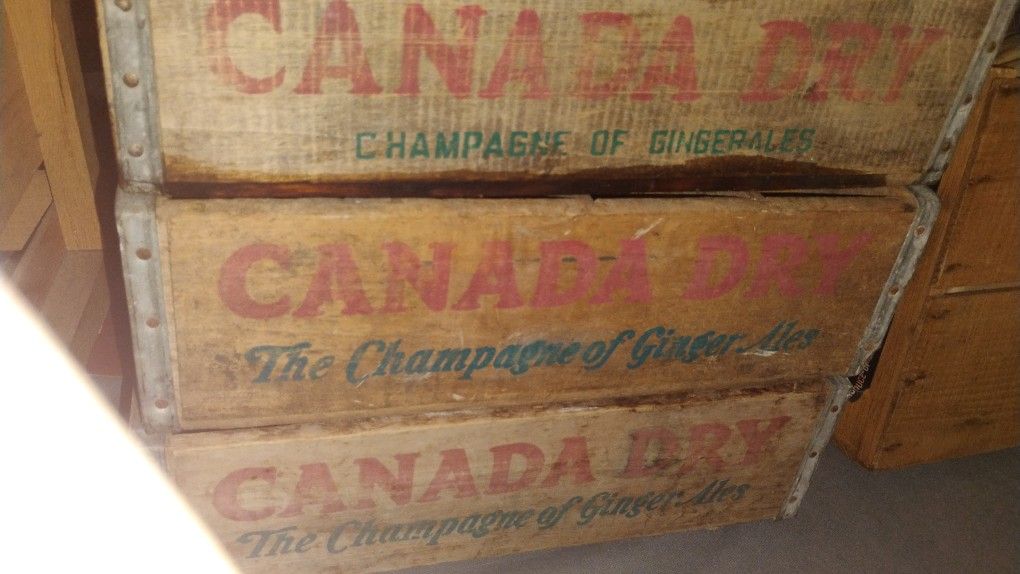 CANADA DRY
CHAMPAGNE OF GINGERALES
CANADA DRY
The Champagne of Ginger Ales
CANADA DRY
The Champagne of Ginger Ales